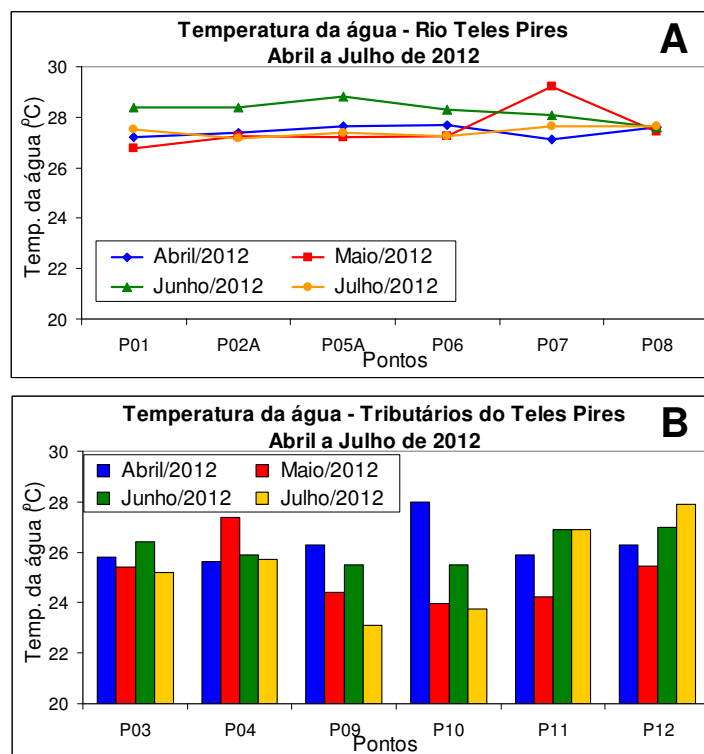 Temperatura da água - Rio Teles Pires
Abril a Julho de 2012
A
30
28
26
24
22
20
Temp. da água (ºC)
Abril/2012
Maio/2012
Junho/2012
Julho/2012
P01
P02A
P05A
P06
P07
P08
Pontos
Temperatura da água - Tributários do Teles Pires
Abril a Julho de 2012
B
30
28
26
24
22
20
Temp. da água (ºC)
Abril/2012
Maio/2012
Junho/2012
Julho/2012
P03
P04
P09
P10
P11
P12
Pontos